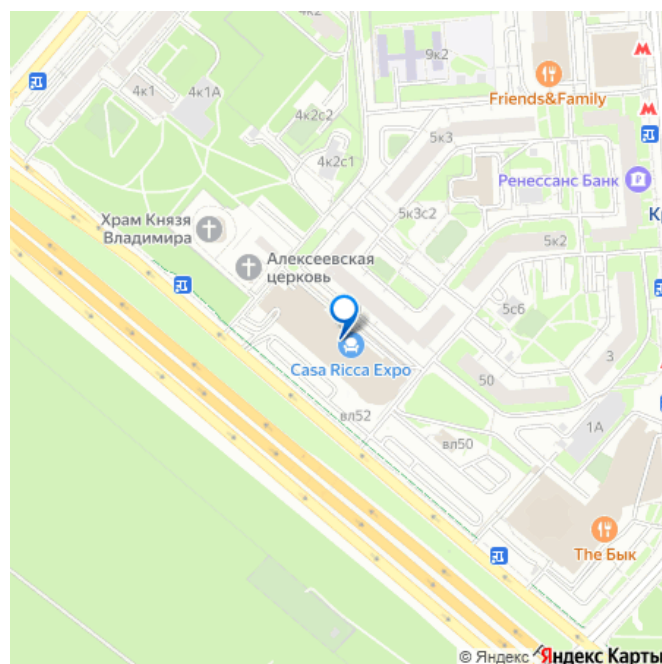 9к2
Friends&Family
4к1
4к1А
4к2с2
5к3
4к2с1
Ренессанс Банк
5к3с2
Храм Князя
Владимира
Кр
5к2
Алексеевская
церковь
5с6
3
Casa Ricca Expo
50
вл52
1А
вл50
The Бык
© Яндекс
Яндекс Карты